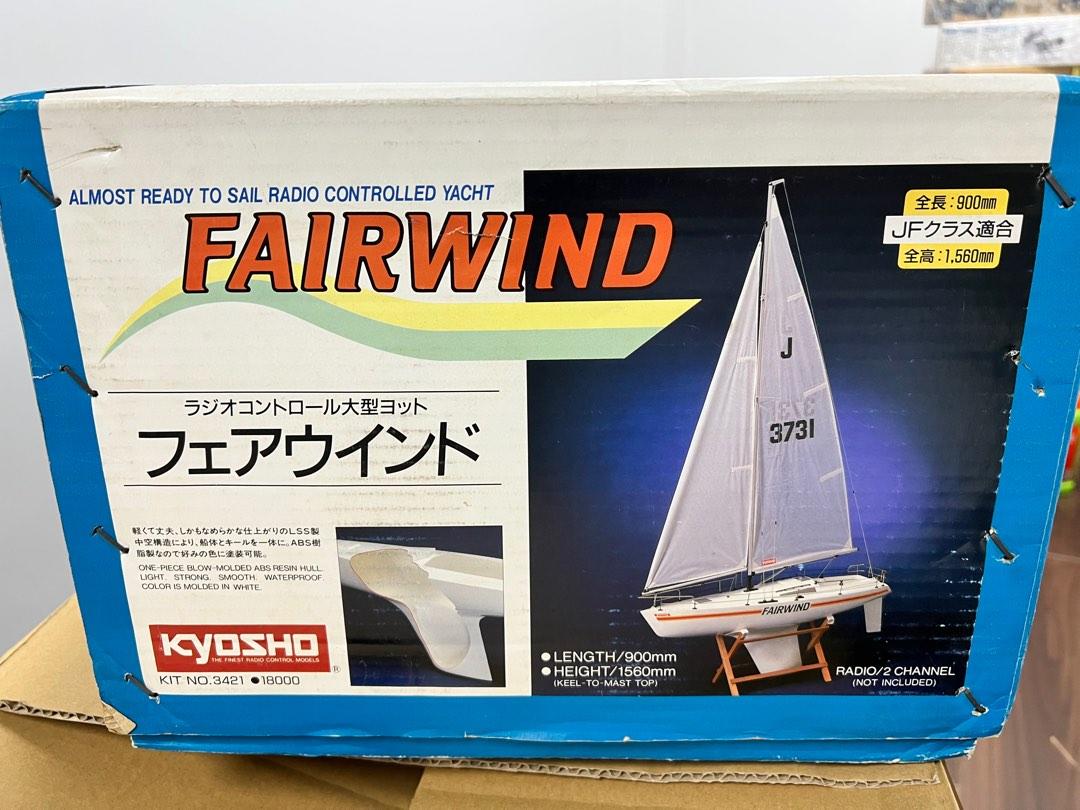 ALMOST READY TO SAIL RADIO CONTROLLED YACHT
FAIRWIND
全長:900mm
JFクラス適合
全高:1,560mm
ラジオコントロール大型ヨット
フェアウインド
軽くて丈夫、しかもなめらかな仕上がりのLSS製
中空構造により、船体とキールを一体に。ABS樹
脂製なので好みの色に塗装可能。
ONE-PIECE BLOW-MOLDED ABS RESIN HULL.
LIGHT. STRONG. SMOOTH. WATERPROOF.
COLOR IS MOLDED IN WHITE.
KYOSHO
THE FINEST RADIO CONTROL MODELS
®
KIT NO.3421 ●18000
J
3731
FAIRWIND
●LENGTH/900mm
●HEIGHT/1560mm
(KEEL-TO-MAST TOP)
RADIO/2 CHANNEL
(NOT INCLUDED)